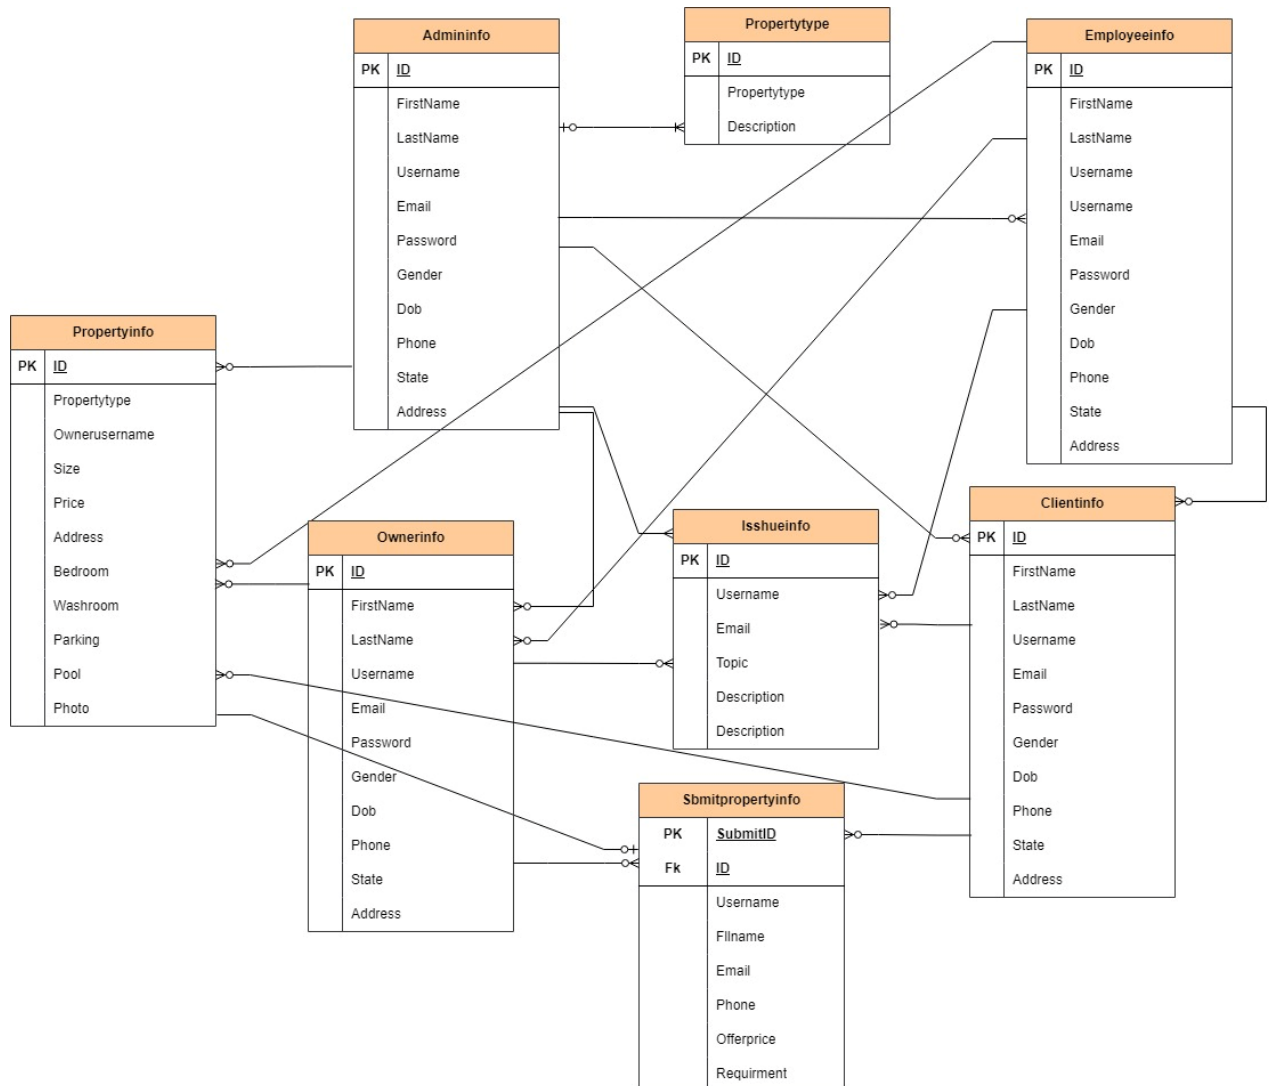 Admininfo
PK ID
FirstName
LastName
Username
Email
Password
Gender
Dob
Phone
State
Address
Propertytype
PK ID
Propertytype
Description
Employeeinfo
PK ID
FirstName
LastName
Username
Username
Email
Password
Gender
Dob
Phone
State
Address
Propertyinfo
PK ID
Propertytype
Ownerusername
Size
Price
Address
Bedroom
Washroom
Parking
Pool
Photo
Ownerinfo
PK ID
FirstName
LastName
Username
Email
Password
Gender
Dob
Phone
State
Address
Isshueinfo
PK ID
Username
Email
Topic
Description
Description
Clientinfo
PK ID
FirstName
LastName
Username
Email
Password
Gender
Dob
Phone
State
Address
Sbmitpropertyinfo
PK SubmitID
Fk ID
Username
Fllname
Email
Phone
Offerprice
Requirment